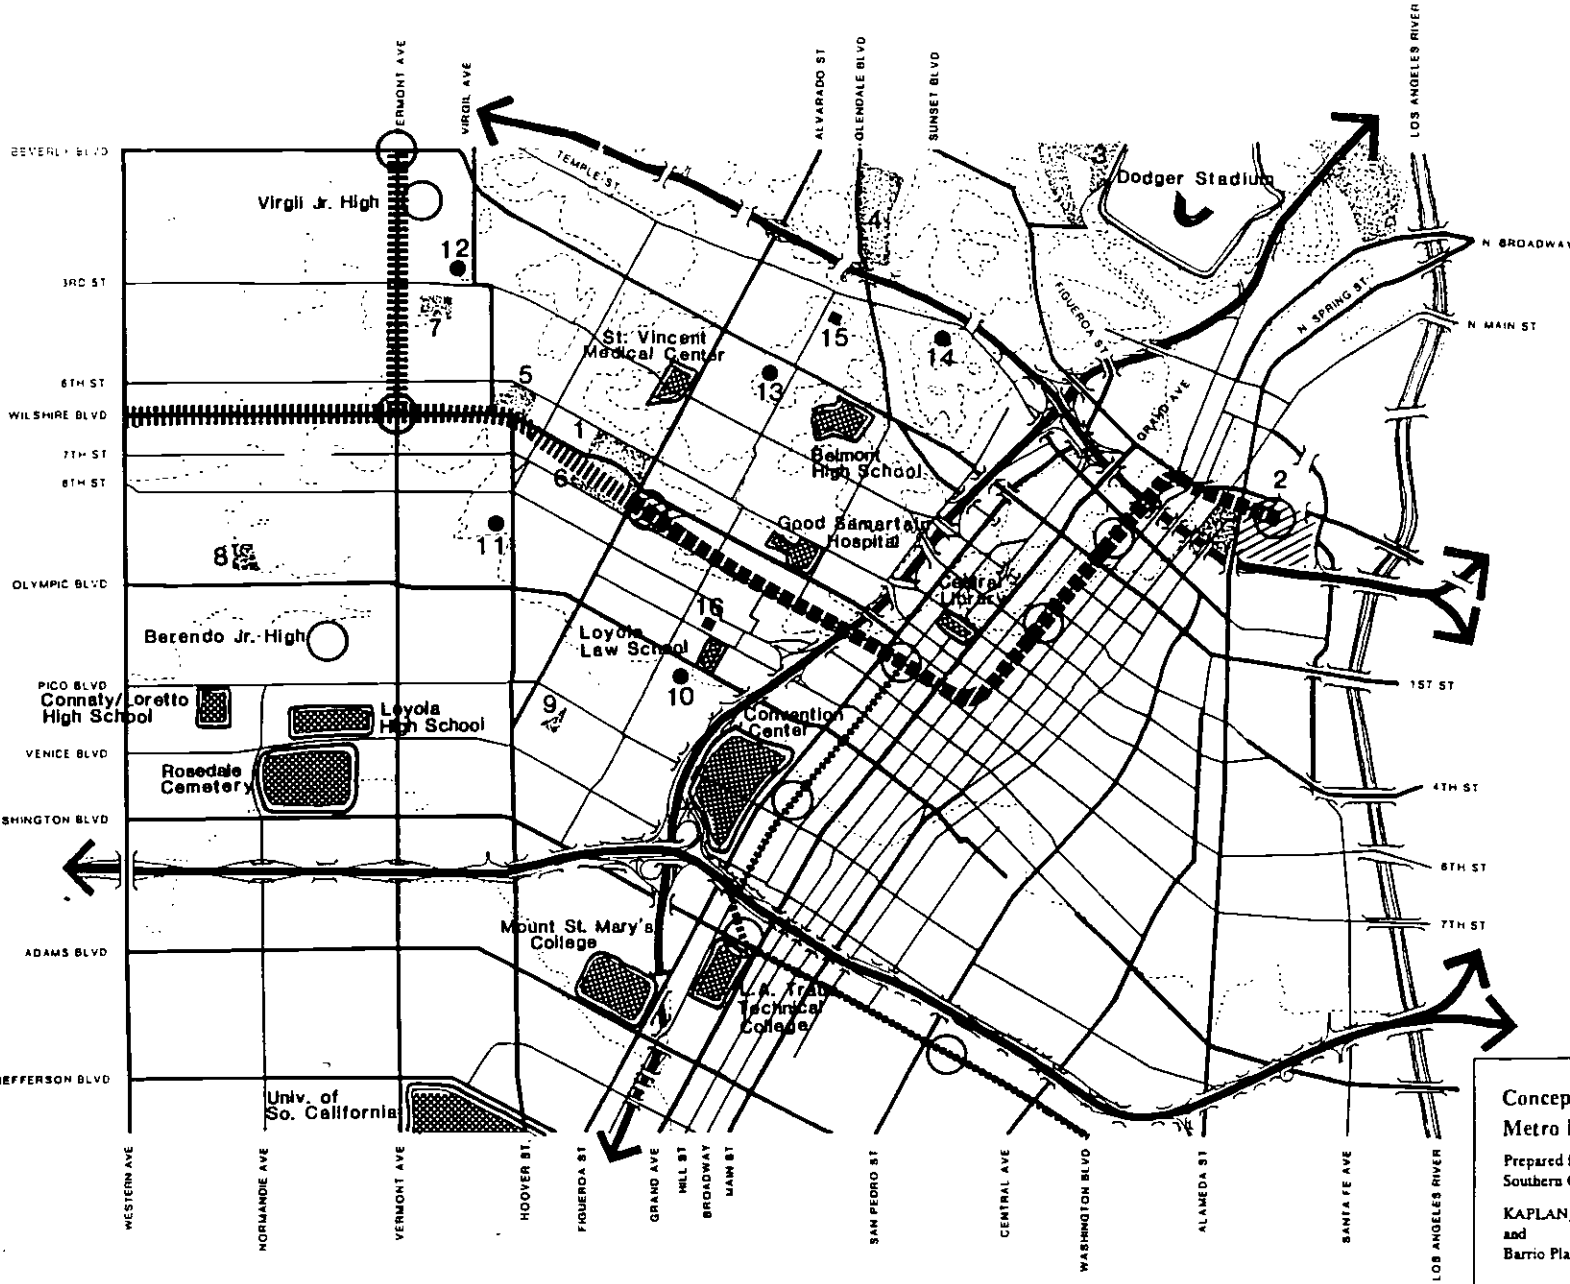 VERMONT AVE
VIRGIL AVE
ALVARADO ST
GLENDALE BLVD
SUNSET BLVD
LOS ANGELES RIVER
BEVERLY BLVD
TEMPLE ST.
3
Dodger Stadium
Virgil Jr. High
4
N BROADWAY
12
3RD ST
7
FIGUEROA ST
N SPRING ST
N MAIN ST
St. Vincent
Medical Center
15
14
13
6TH ST
5
WILSHIRE BLVD
GRAND AVE
1
7TH ST
Belmont
High School
6
8TH ST
2
11
Good Samartain
Hospital
8
OLYMPIC BLVD
Central
Library
16
Berendo Jr. High
Loyola
Law School
PICO BLVD
10
1ST ST
Connaty/Loretto
High School
Loyola
High School
9
Convention
Center
VENICE BLVD
Rosedale
Cemetery
4TH ST
SHINGTON BLVD
6TH ST
7TH ST
Mount St. Mary's
College
ADAMS BLVD
L.A. Trade
Technical
College
JEFFERSON BLVD
Univ. of
So. California
Concep
Metro
Prepared
Southern
KAPLAN
and
Barrio Pla
WESTERN AVE
NORMANDIE AVE
VERMONT AVE
HOOVER ST.
FIGUEROA ST
GRAND AVE
HILL ST
BROADWAY
MAIN ST
SAN PEDRO ST
CENTRAL AVE
WASHINGTON BLVD
ALAMEDA ST
SANTA FE AVE
LOS ANGELES RIVER